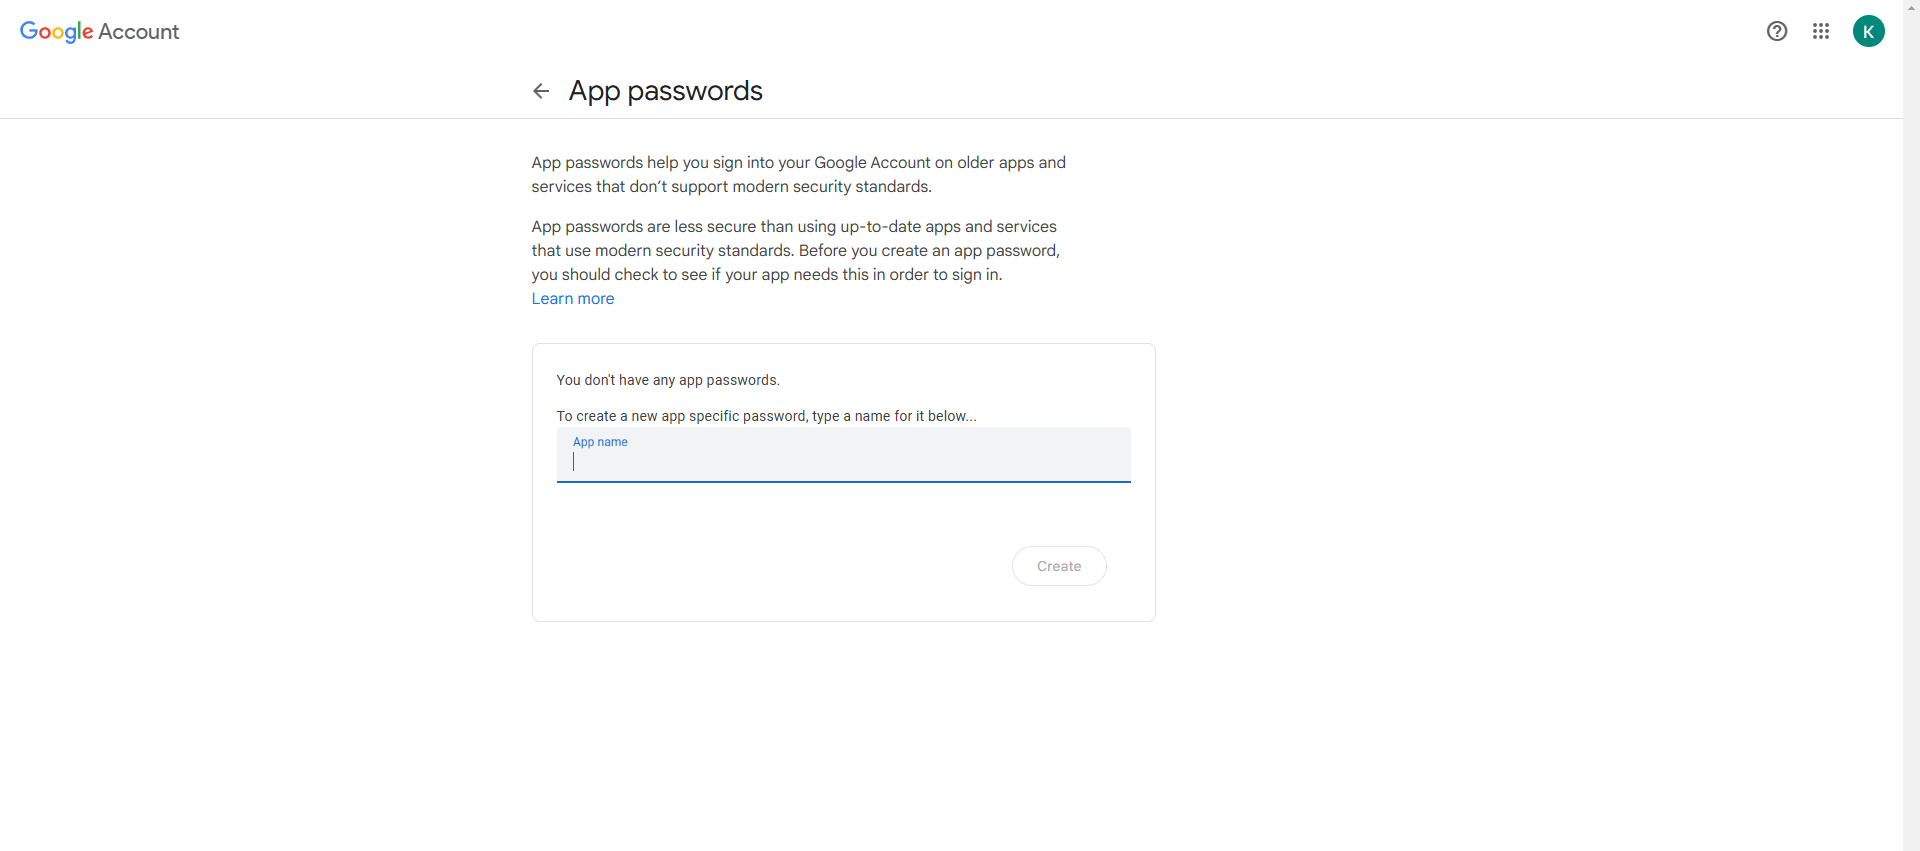 Google Account
K
App passwords
App passwords help you sign into your Google Account on older apps and
services that don’t support modern security standards.
App passwords are less secure than using up-to-date apps and services
that use modern security standards. Before you create an app password,
you should check to see if your app needs this in order to sign in.
Learn more
You don't have any app passwords.
To create a new app specific password, type a name for it below...
App name
Create